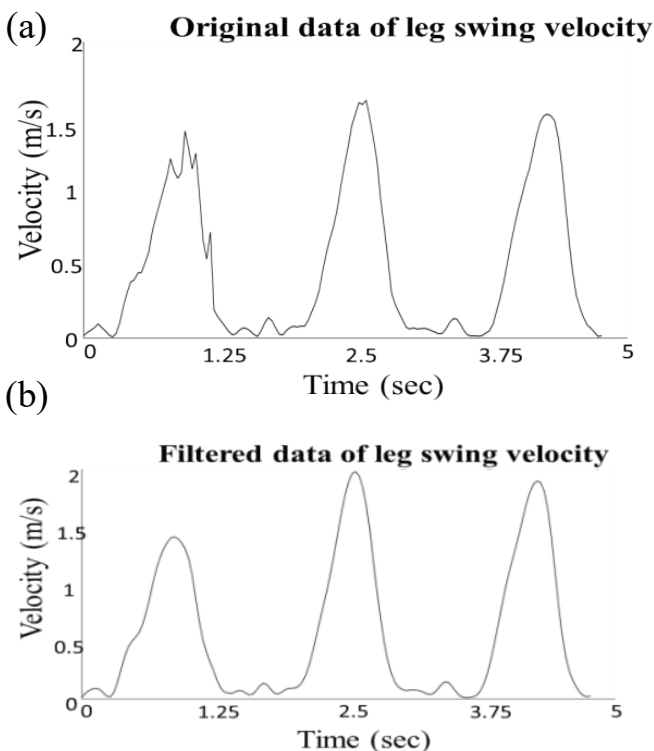 (a)
Original data of leg swing velocity
Velocity (m/s)
2
1.5
1
0.5
0
0 1.25 2.5 3.75 5
Time (sec)
(b)
Filtered data of leg swing velocity
Velocity (m/s)
2
1.5
1
0.5
0
0 1.25 2.5 3.75 5
Time (sec)